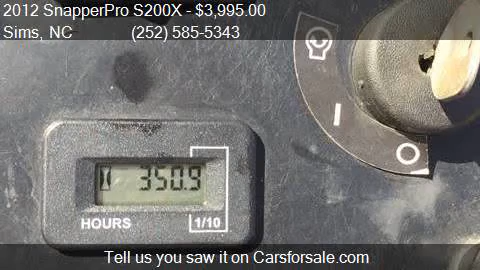 2012 SnapperPro S200X - $3,995.00
Sims, NC (252) 585-5343
350.9
HOURS 1/10
I O
Tell us you saw it on Carsforsale.com